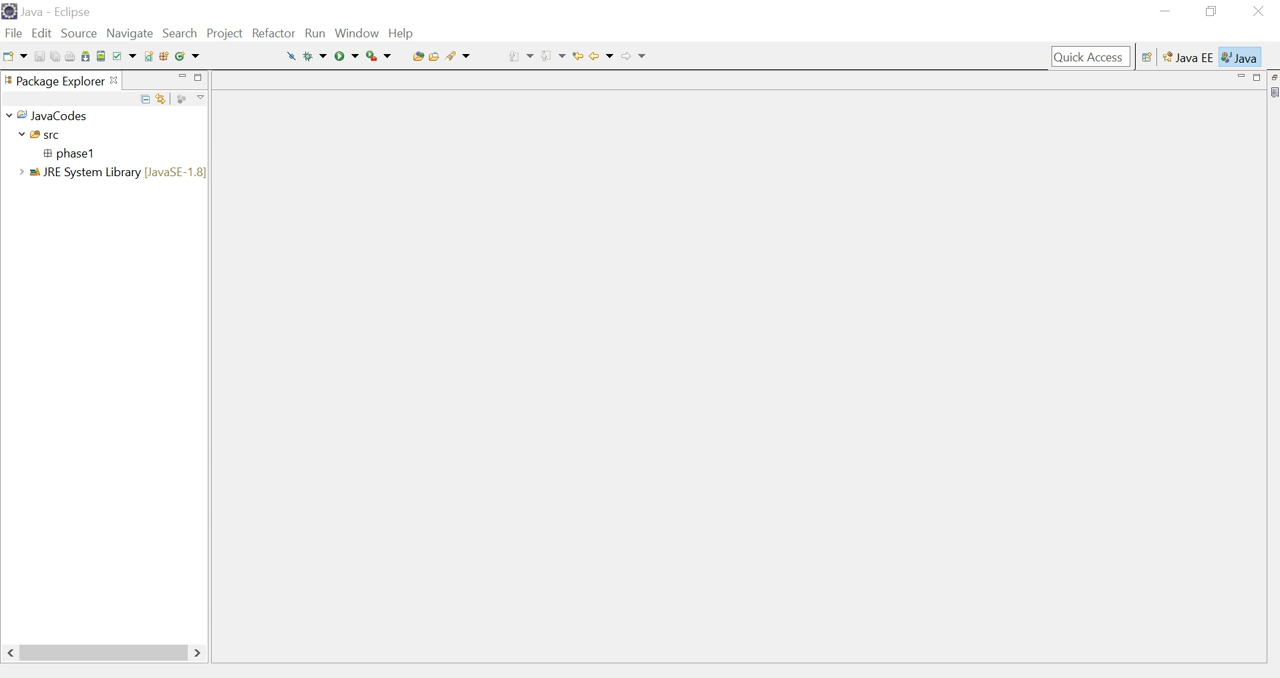 Java - Eclipse
File Edit Source Navigate Search Project Refactor Run Window Help
Quick Access Java EE Java
Package Explorer
JavaCodes
src
phase1
JRE System Library [JavaSE-1.8]